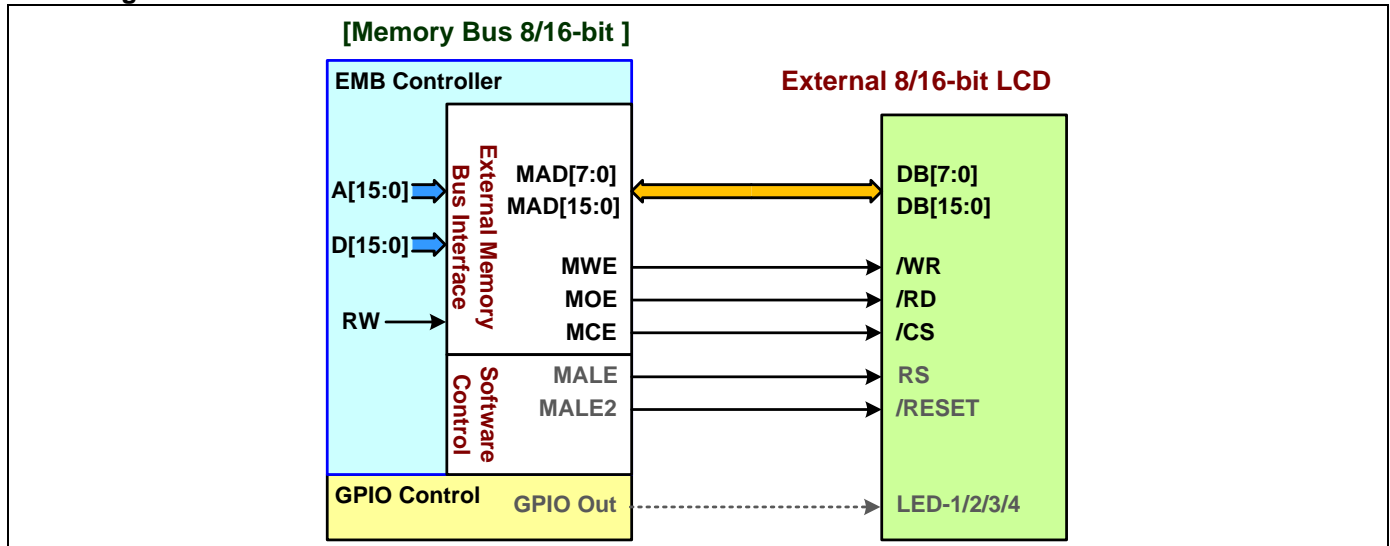 [Memory Bus 8/16-bit ]
EMB Controller
External 8/16-bit LCD
External Memory
Bus Interface
A[15:0]
D[15:0]
RW
MAD[7:0]
MAD[15:0]
DB[7:0]
DB[15:0]
MWE
/WR
MOE
/RD
MCE
/CS
Software
Control
MALE
RS
MALE2
/RESET
GPIO Control
GPIO Out
LED-1/2/3/4